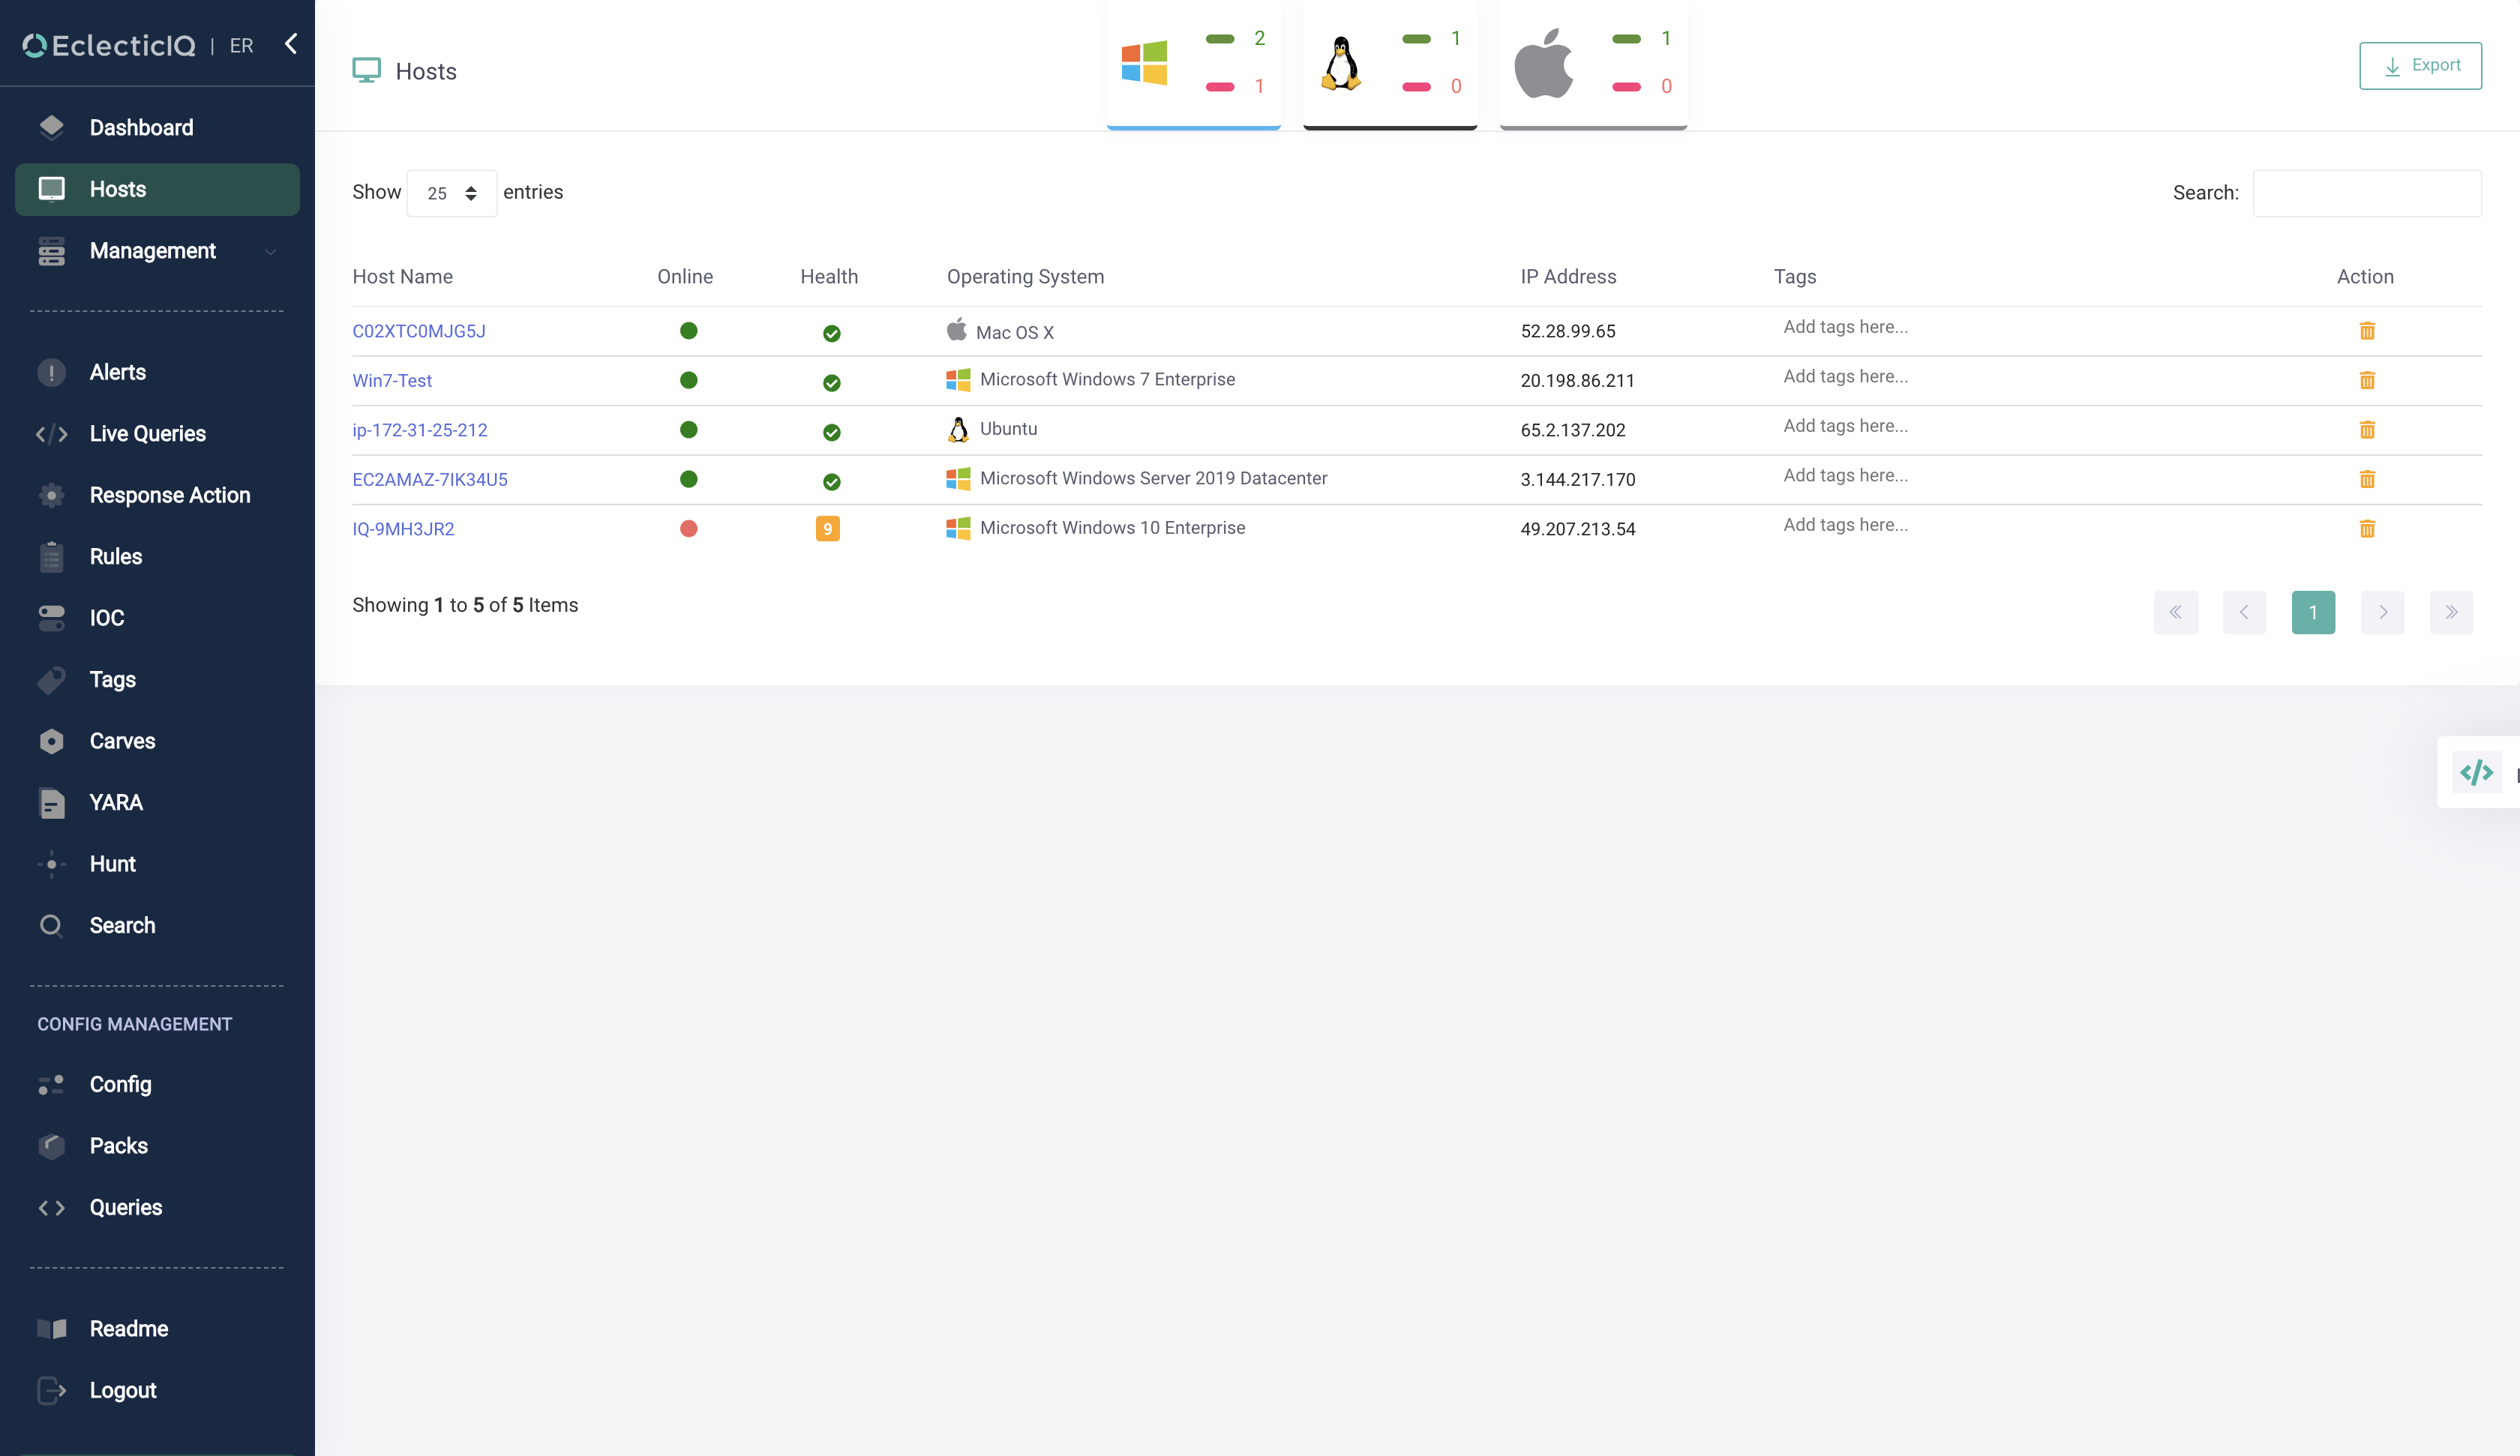 EclecticIQ | ER
Dashboard
Hosts
Management
Alerts
Live Queries
Response Action
Rules
IOC
Tags
Carves
YARA
Hunt
Search
CONFIG MANAGEMENT
Config
Packs
Queries
Readme
Logout
Hosts
2
1
1
0
1
0
Export
Show 25 entries
Search:
Host Name Online Health Operating System IP Address Tags Action
C02XTC0MJG5J Mac OS X 52.28.99.65 Add tags here...
Win7-Test Microsoft Windows 7 Enterprise 20.198.86.211 Add tags here...
ip-172-31-25-212 Ubuntu 65.2.137.202 Add tags here...
EC2AMAZ-7IK34U5 Microsoft Windows Server 2019 Datacenter 3.144.217.170 Add tags here...
IQ-9MH3JR2 9 Microsoft Windows 10 Enterprise 49.207.213.54 Add tags here...
Showing 1 to 5 of 5 Items
1